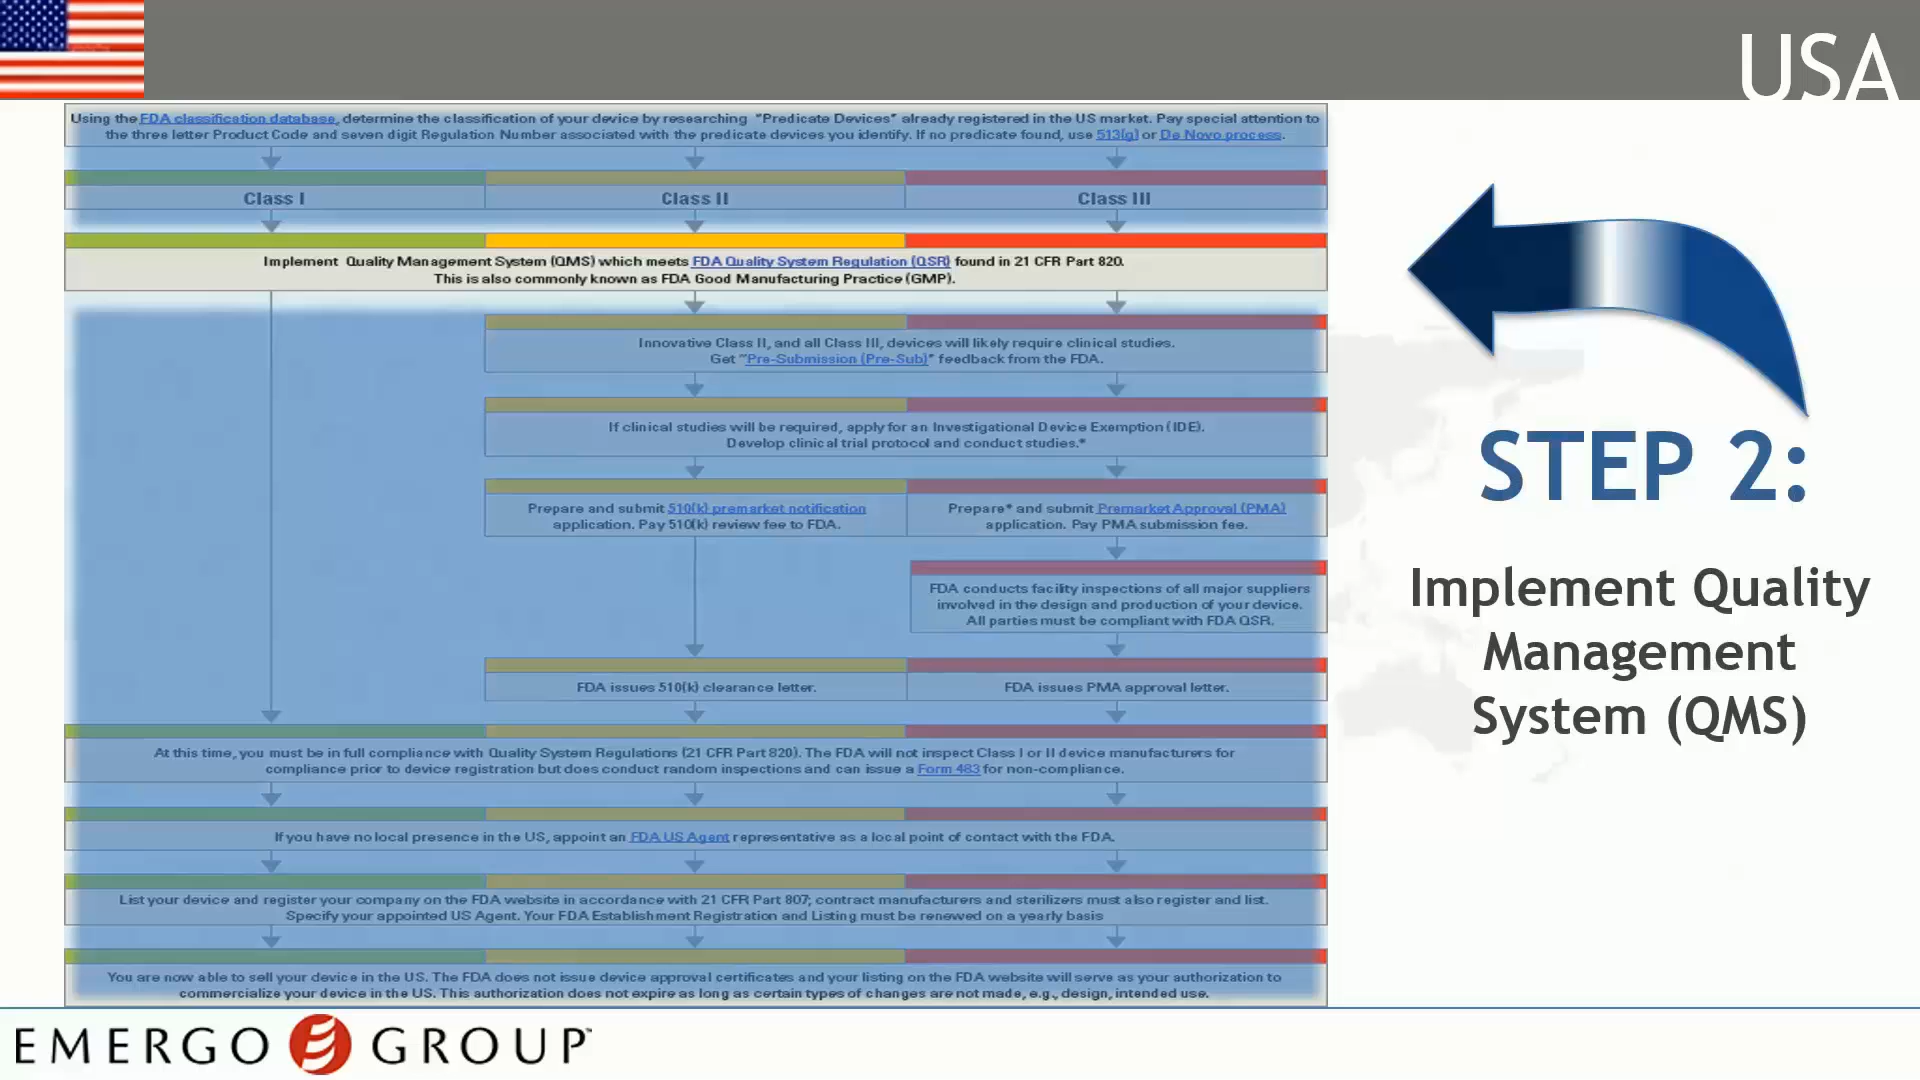 USA
Using the FDA classification database, determine the classification of your device by researching "Predicate Devices" already registered in the US market. Pay special attention to
the three letter Product Code and seven digit Regulation Number associated with the predicate devices you identify. If no predicate found, use 513(g) or De Novo process.
Class I
Class II
Class III
Implement Quality Management System (QMS) which meets FDA Quality System Regulation (QSR) found in 21 CFR Part 820.
This is also commonly known as FDA Good Manufacturing Practice (GMP).
Innovative Class II, and all Class III, devices will likely require clinical studies.
Get "Pre-Submission (Pre-Sub)" feedback from the FDA.
If clinical studies will be required, apply for an Investigational Device Exemption (IDE).
Develop clinical trial protocol and conduct studies.*
Prepare and submit 510(k) premarket notification
application. Pay 510(k) review fee to FDA.
Prepare* and submit Premarket Approval (PMA)
application. Pay PMA submission fee.
FDA conducts facility inspections of all major suppliers
involved in the design and production of your device.
All parties must be compliant with FDA QSR.
FDA issues 510(k) clearance letter.
FDA issues PMA approval letter.
At this time, you must be in full compliance with Quality System Regulations (21 CFR Part 820). The FDA will not inspect Class I or II device manufacturers for
compliance prior to device registration but does conduct random inspections and can issue a Form 483 for non-compliance.
If you have no local presence in the US, appoint an FDA US Agent representative as a local point of contact with the FDA.
List your device and register your company on the FDA website in accordance with 21 CFR Part 807; contract manufacturers and sterilizers must also register and list.
Specify your appointed US Agent. Your FDA Establishment Registration and Listing must be renewed on a yearly basis
You are now able to sell your device in the US. The FDA does not issue device approval certificates and your listing on the FDA website will serve as your authorization to
commercialize your device in the US. This authorization does not expire as long as certain types of changes are not made, e.g., design, intended use.
STEP 2:
Implement Quality
Management
System (QMS)
EMERGO GROUP™